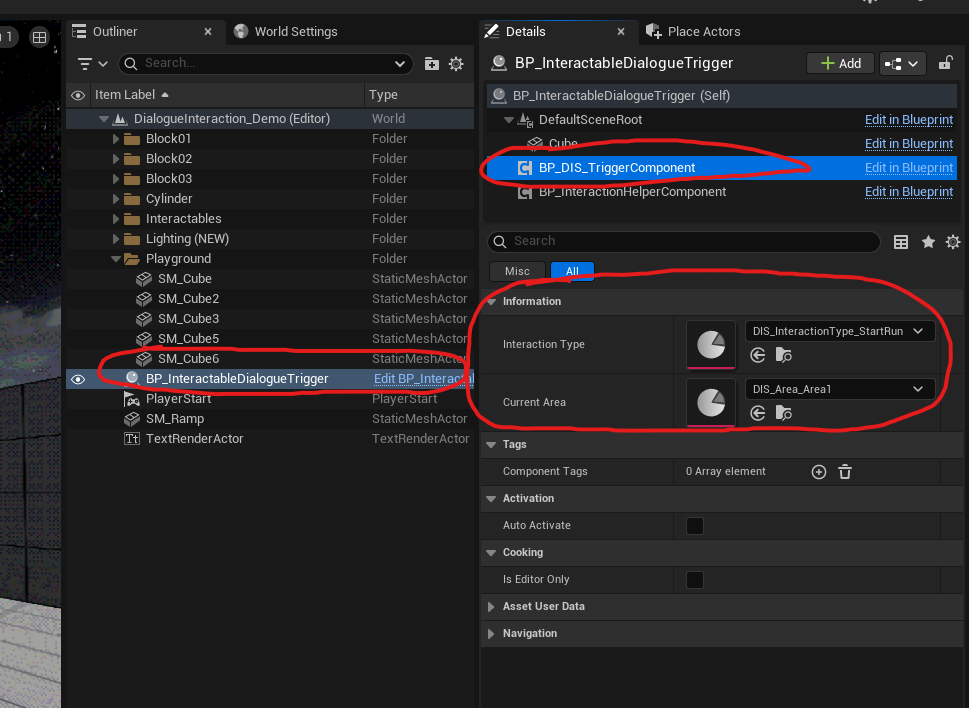 1
Outliner
World Settings
Search...
Item Label
Type
DialogueInteraction_Demo (Editor)
World
Block01
Folder
Block02
Folder
Block03
Folder
Cylinder
Folder
Interactables
Folder
Lighting (NEW)
Folder
Playground
Folder
SM_Cube
StaticMeshActor
SM_Cube2
StaticMeshActor
SM_Cube3
StaticMeshActor
SM_Cube5
StaticMeshActor
SM_Cube6
StaticMeshActor
BP_InteractableDialogueTrigger
Edit BP_Interactal
PlayerStart
PlayerStart
SM_Ramp
StaticMeshActor
Tt TextRenderActor
TextRenderActor
Details
Place Actors
BP_InteractableDialogueTrigger
Add
BP_InteractableDialogueTrigger (Self)
DefaultSceneRoot
Edit in Blueprint
Cube
Edit in Blueprint
BP_DIS_TriggerComponent
Edit in Blueprint
BP_InteractionHelperComponent
Edit in Blueprint
Search
Misc
All
Information
Interaction Type
DIS_InteractionType_StartRun
Current Area
DIS_Area_Area1
Tags
Component Tags
0 Array element
Activation
Auto Activate
Cooking
Is Editor Only
Asset User Data
Navigation